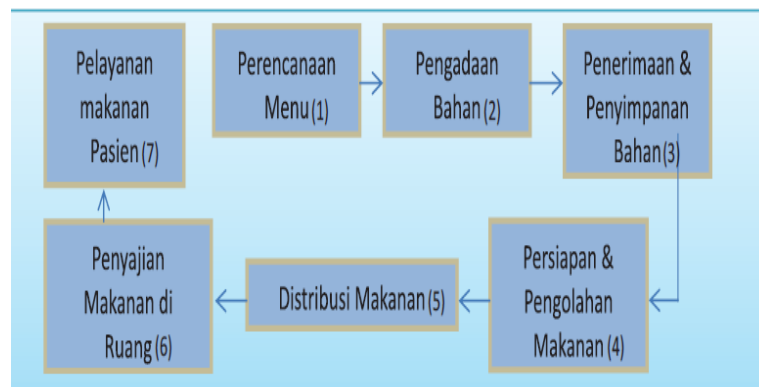 Perencanaan
Menu (1)
Pengadaan
Bahan (2)
Penerimaan &
Penyimpanan
Bahan (3)
Persiapan &
Pengolahan
Makanan (4)
Distribusi Makanan (5)
Penyajian
Makanan di
Ruang (6)
Pelayanan
makanan
Pasien (7)